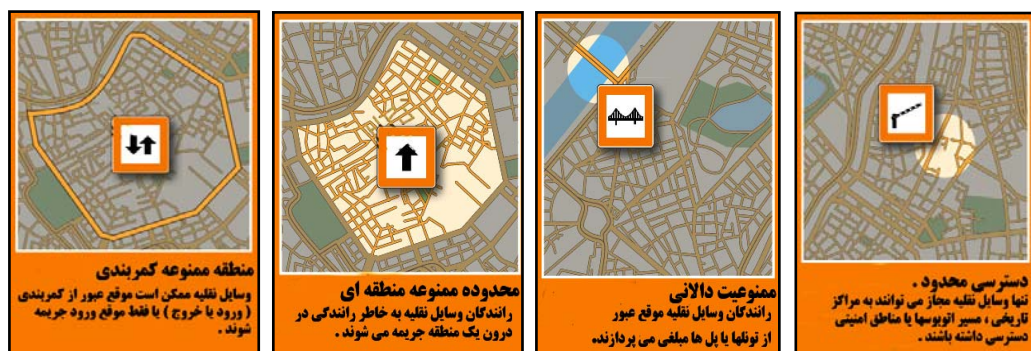 دسترسی محدود .
تنها وسایل نقلیه مجاز می توانند به مراکز
تاریخی ، مسیر اتوبوسها یا مناطق امنیتی
دسترسی داشته باشند .
ممنوعیت دالانی
رانندگان وسایل نقلیه موقع عبور
از تونلها یا پل ها مبلغی می پردازند.
محدوده ممنوعه منطقه ای
رانندگان وسایل نقلیه به خاطر رانندگی در
درون یک منطقه جریمه می شوند .
منطقه ممنوعه کمربندی
وسایل نقلیه ممکن است موقع عبور از کمربندی
( ورود یا خروج ) یا فقط موقع ورود جریمه
شوند .